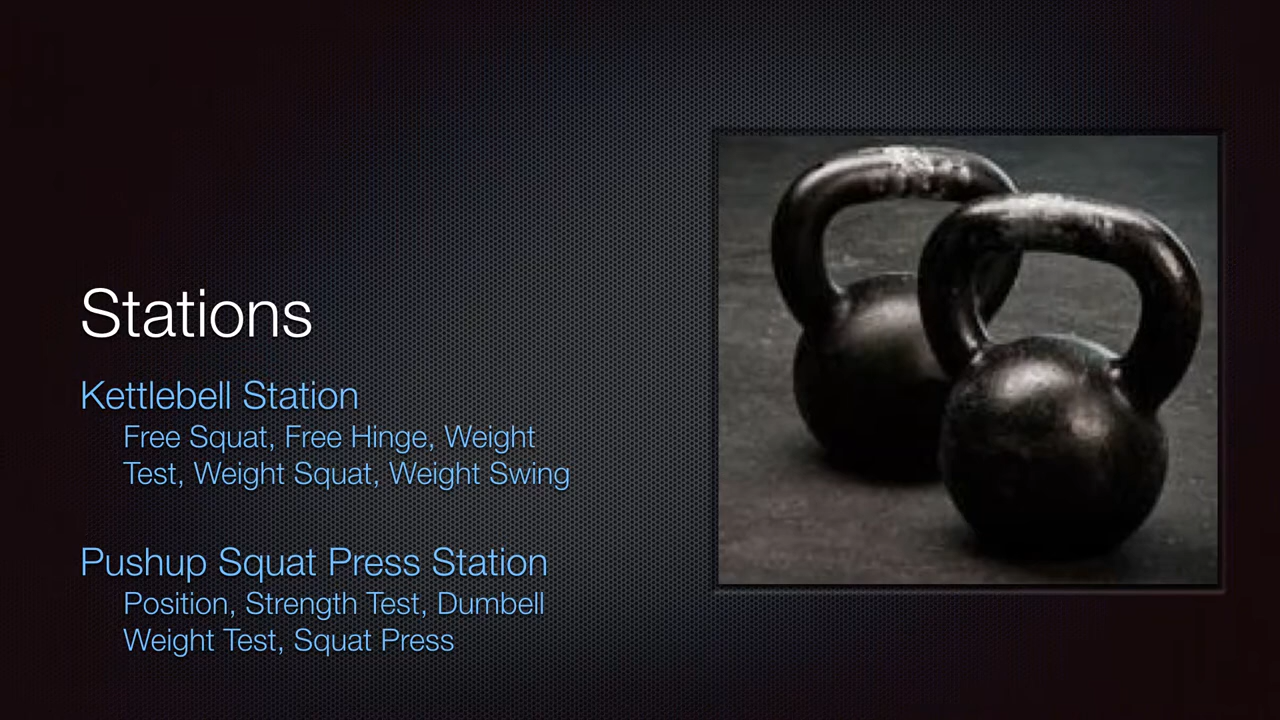 Stations
Kettlebell Station
Free Squat, Free Hinge, Weight
Test, Weight Squat, Weight Swing
Pushup Squat Press Station
Position, Strength Test, Dumbell
Weight Test, Squat Press